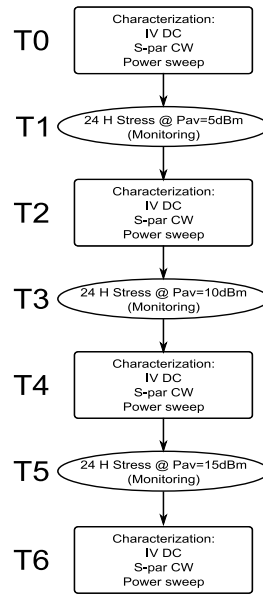 T0
Characterization:
IV DC
S-par CW
Power sweep
T1
24 H Stress @ Pav=5dBm
(Monitoring)
T2
Characterization:
IV DC
S-par CW
Power sweep
T3
24 H Stress @ Pav=10dBm
(Monitoring)
T4
Characterization:
IV DC
S-par CW
Power sweep
T5
24 H Stress @ Pav=15dBm
(Monitoring)
T6
Characterization:
IV DC
S-par CW
Power sweep